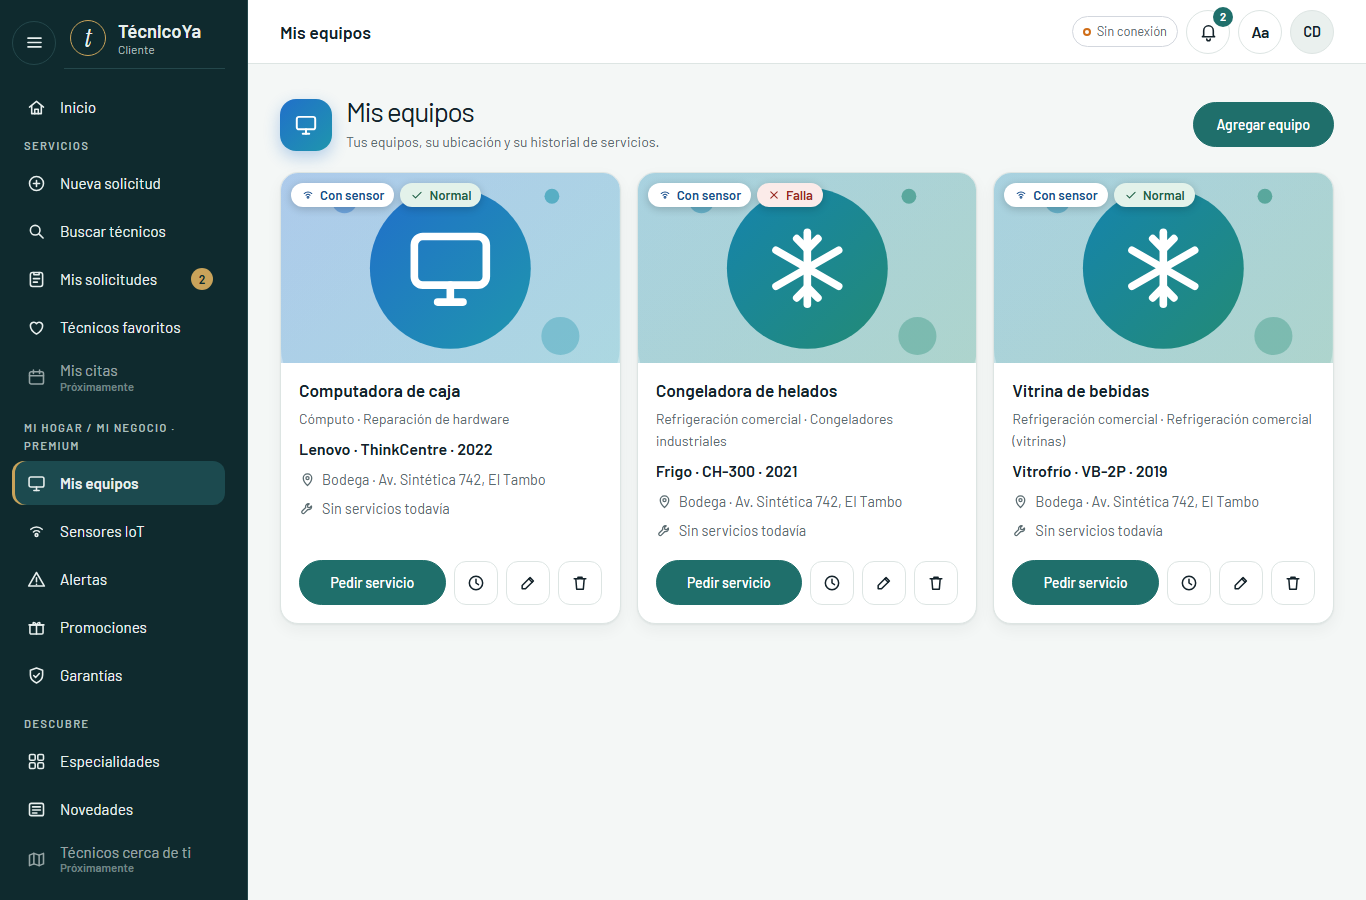 t
TécnicoYa
Cliente
Inicio
SERVICIOS
Nueva solicitud
Buscar técnicos
Mis solicitudes
2
Técnicos favoritos
Mis citas
Próximamente
MI HOGAR / MI NEGOCIO ·
PREMIUM
Mis equipos
Sensores IoT
Alertas
Promociones
Garantías
DESCUBRE
Especialidades
Novedades
Técnicos cerca de ti
Próximamente
Mis equipos
Sin conexión
2
Aa
CD
Mis equipos
Tus equipos, su ubicación y su historial de servicios.
Agregar equipo
Con sensor
Normal
Computadora de caja
Cómputo · Reparación de hardware
Lenovo · ThinkCentre · 2022
Bodega · Av. Sintética 742, El Tambo
Sin servicios todavía
Pedir servicio
Con sensor
Falla
Congeladora de helados
Refrigeración comercial · Congeladores
industriales
Frigo · CH-300 · 2021
Bodega · Av. Sintética 742, El Tambo
Sin servicios todavía
Pedir servicio
Con sensor
Normal
Vitrina de bebidas
Refrigeración comercial · Refrigeración comercial
(vitrinas)
Vitrofrío · VB-2P · 2019
Bodega · Av. Sintética 742, El Tambo
Sin servicios todavía
Pedir servicio